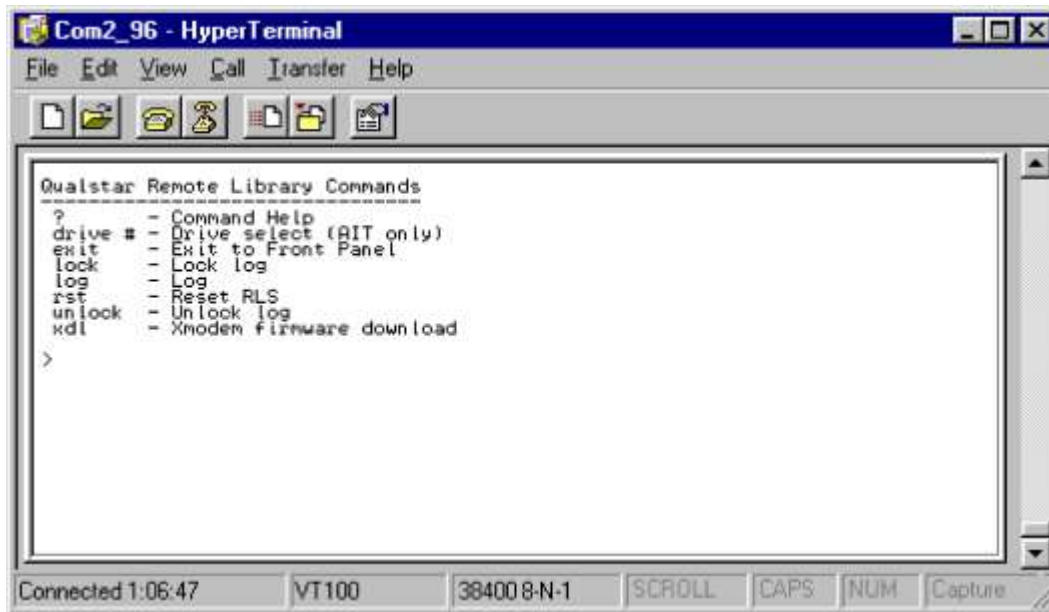 Com2_96 - HyperTerminal
File Edit View Call Transfer Help
Qualstar Remote Library Commands
--------------------------------
? - Command Help
drive # - Drive select (AIT only)
exit - Exit to Front Panel
lock - Lock log
log - Log
rst - Reset RLS
unlock - Unlock log
xdl - Xmodem firmware download
>
Connected 1:06:47 VT100 38400 8-N-1 SCROLL CAPS NUM Capture